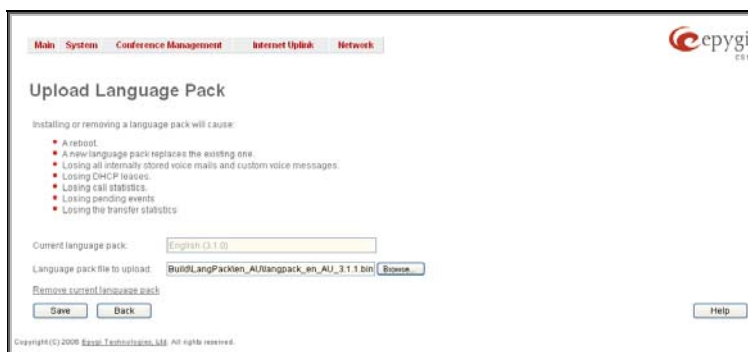 Main System Conference Management Internet Uplink Network
epygi
Upload Language Pack
Installing or removing a language pack will cause:
A reboot.
A new language pack replaces the existing one.
Losing all internally stored voice mails and custom voice messages.
Losing DHCP leases.
Losing call statistics.
Losing pending events
Losing the transfer statistics
Current language pack: English (3.1.0)
Language pack file to upload: Build\LangPack\en_AU\langpack_en_AU_3.1.1.bin Browse...
Remove current language pack
Save Back Help
Copyright (C) 2006 Epygi Technologies, Ltd. All rights reserved.